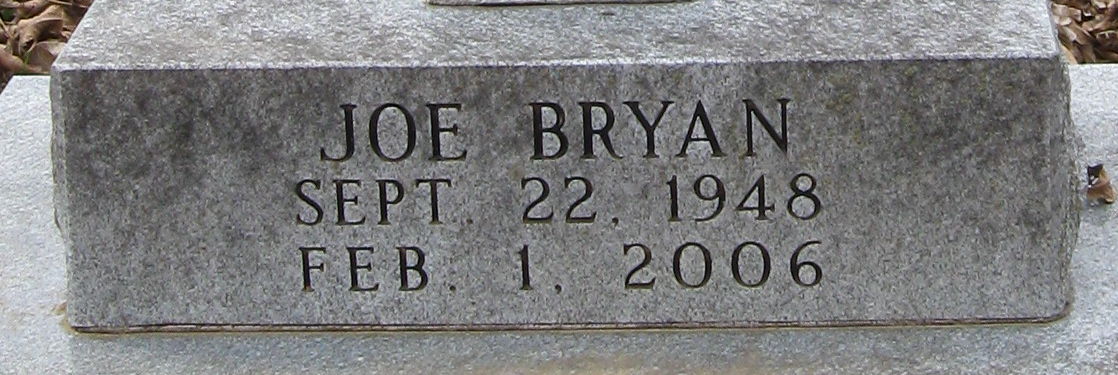 JOE BRYAN
SEPT. 22, 1948
FEB. 1, 2006